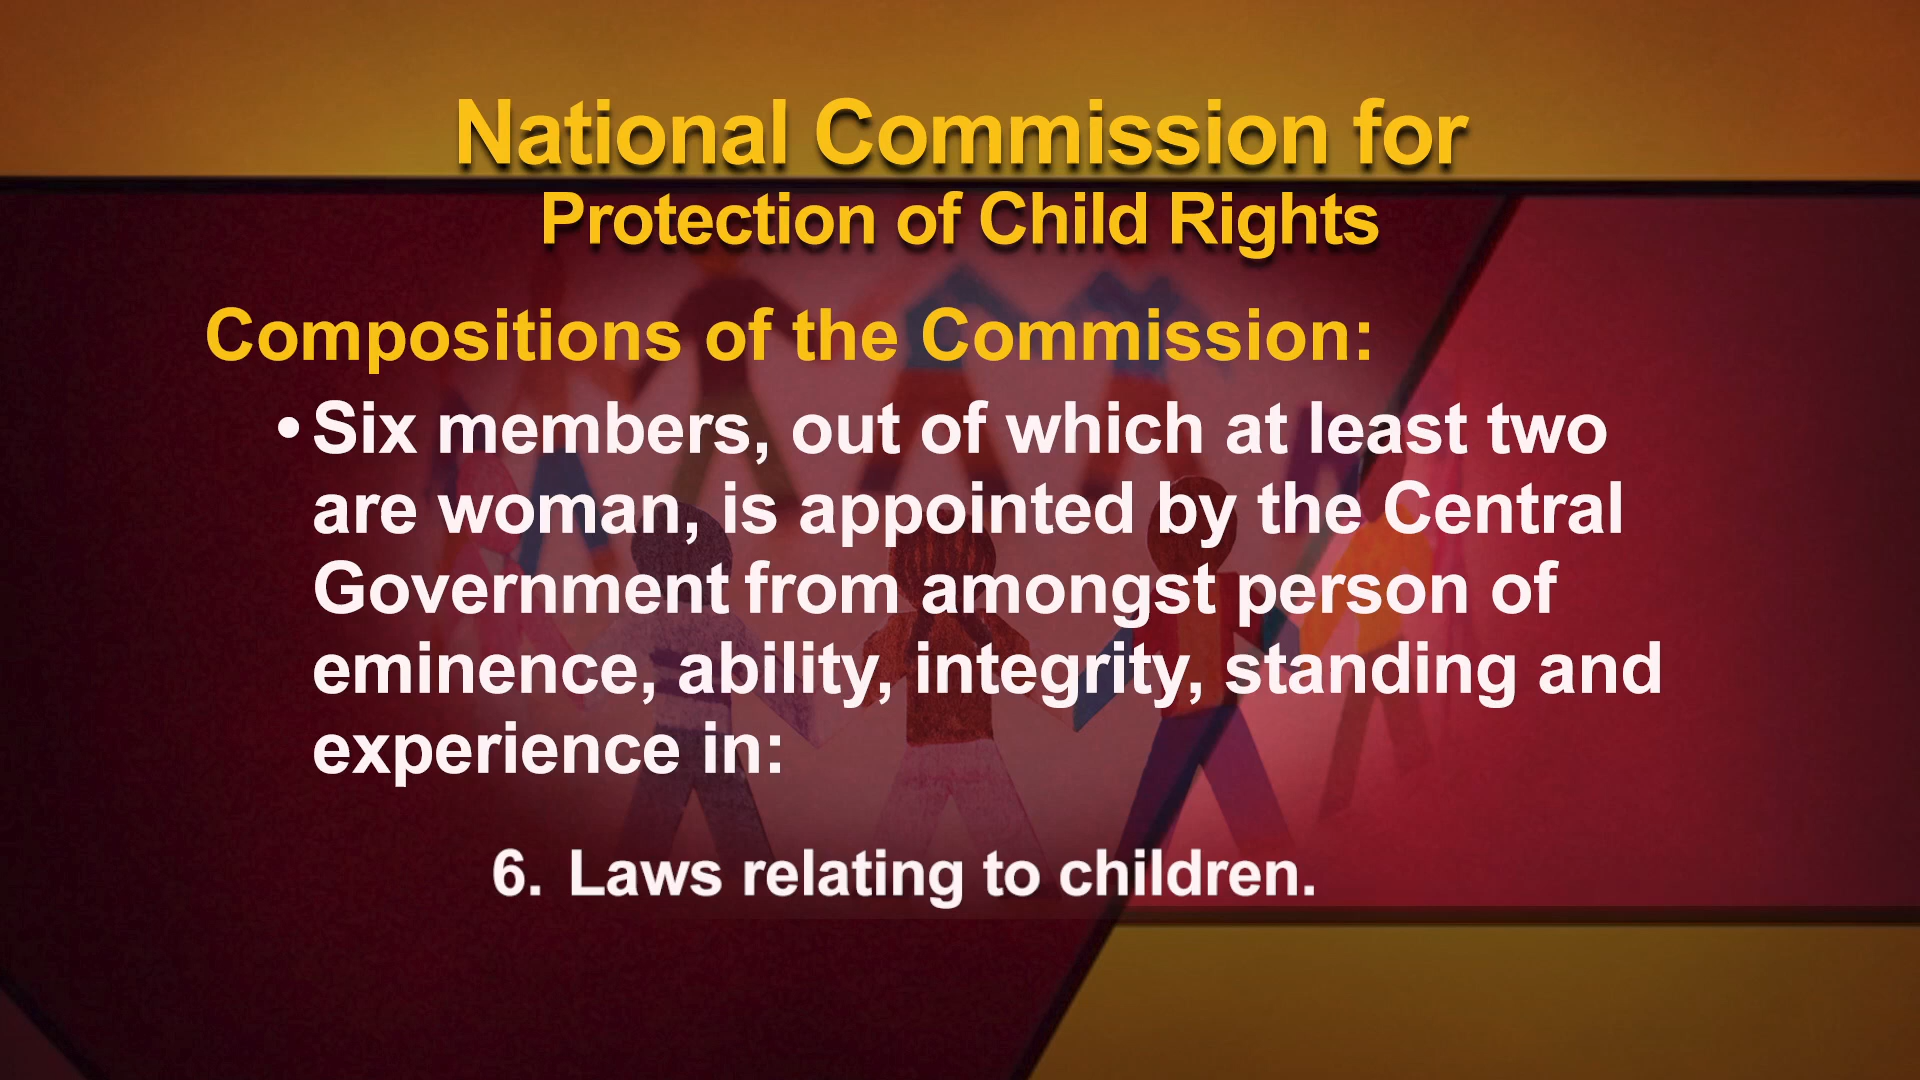 National Commission for
Protection of Child Rights
Compositions of the Commission:
• Six members, out of which at least two
are woman, is appointed by the Central
Government from amongst person of
eminence, ability, integrity, standing and
experience in:
6. Laws relating to children.